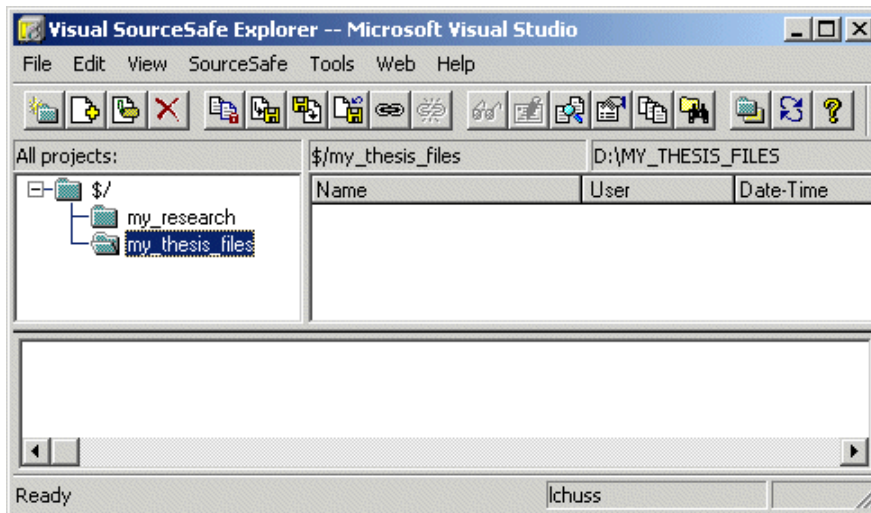 Visual SourceSafe Explorer -- Microsoft Visual Studio
File Edit View SourceSafe Tools Web Help
All projects: $/my_thesis_files D:\MY_THESIS_FILES
$/ Name User Date-Time
my_research
my_thesis_files
Ready lchuss